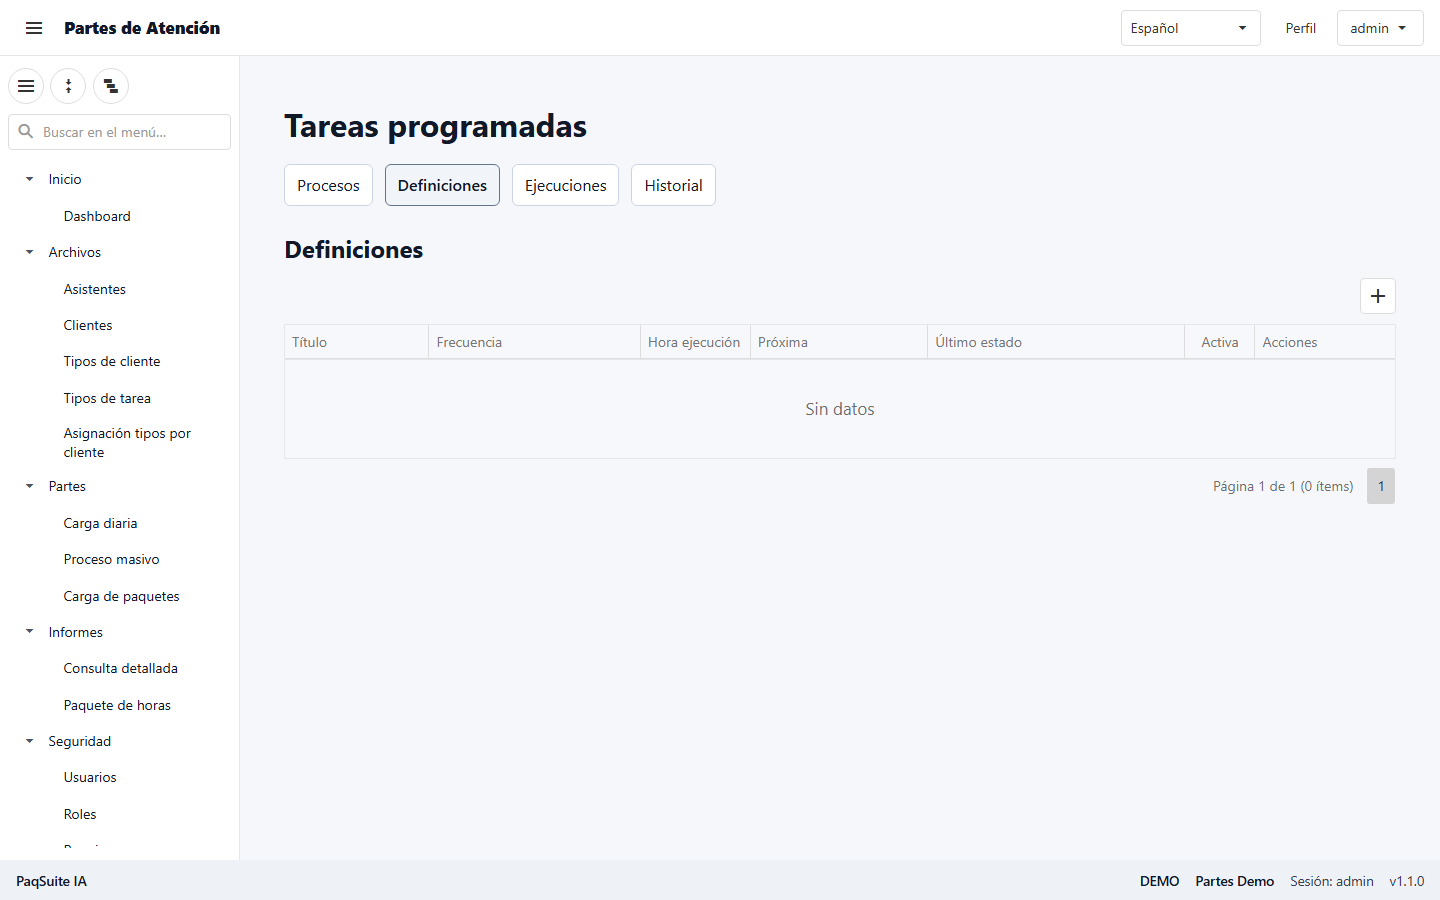 Partes de Atención
Español
Perfil
admin
Buscar en el menú...
Inicio
Dashboard
Archivos
Asistentes
Clientes
Tipos de cliente
Tipos de tarea
Asignación tipos por
cliente
Partes
Carga diaria
Proceso masivo
Carga de paquetes
Informes
Consulta detallada
Paquete de horas
Seguridad
Usuarios
Roles
Tareas programadas
Procesos
Definiciones
Ejecuciones
Historial
Definiciones
Título
Frecuencia
Hora ejecución
Próxima
Último estado
Activa
Acciones
Sin datos
Página 1 de 1 (0 ítems)
1
PaqSuite IA
DEMO
Partes Demo
Sesión: admin
v1.1.0